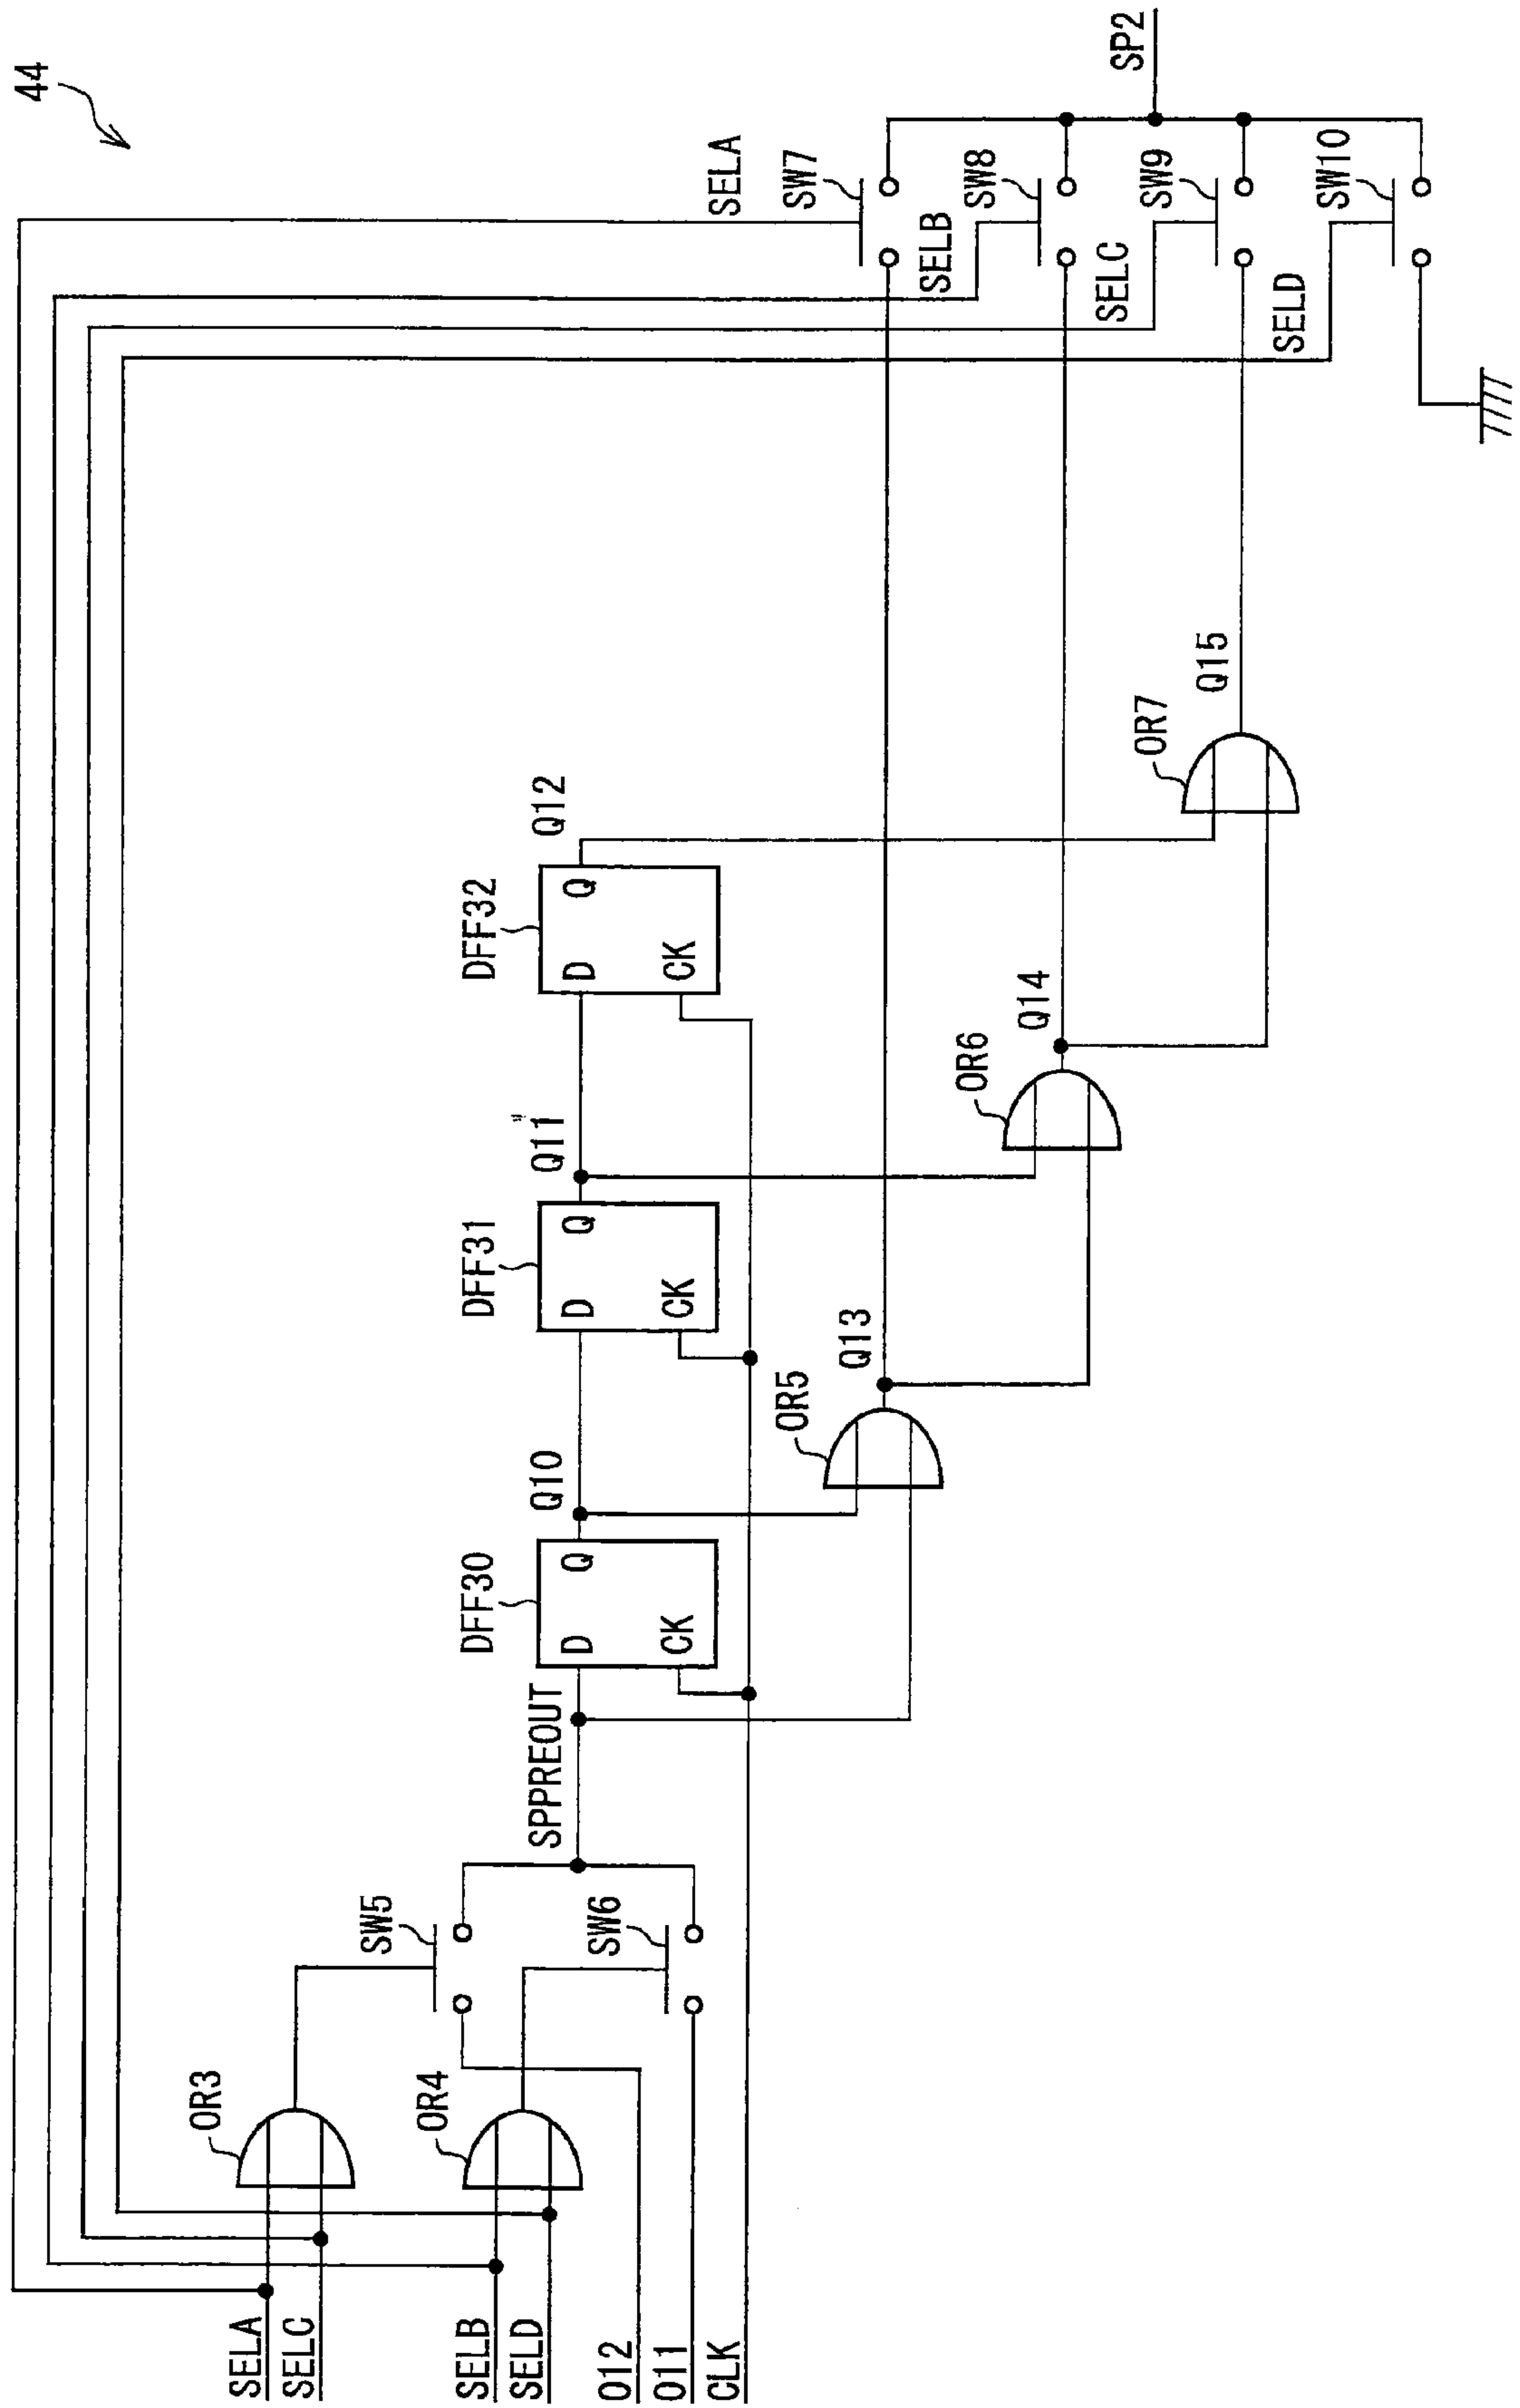 44
SELA
SELC
SELB
SELD
O12
O11
CLK
OR3
OR4
SW5
SW6
SPPREOUT
DFF30
D
Q
CK
Q10
DFF31
D
Q
CK
Q11
DFF32
D
Q
CK
Q12
OR5
Q13
OR6
Q14
OR7
Q15
SELA
SW7
SELB
SW8
SELC
SW9
SELD
SW10
SP2